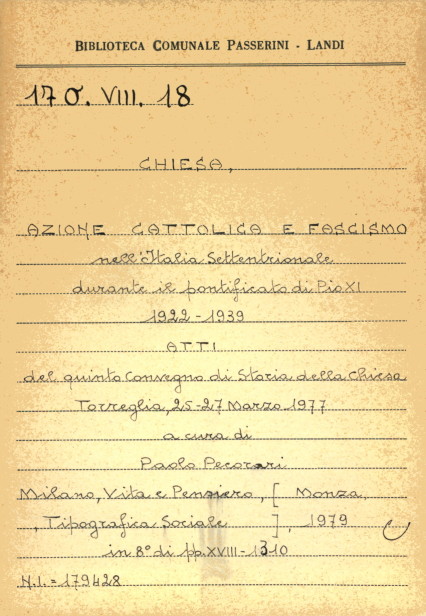 BIBLIOTECA COMUNALE PASSERINI - LANDI
17 O. VIII. 18
CHIESA,
AZIONE CATTOLICA E FASCISMO
nell'Italia Settentrionale
durante il pontificato di Pio XI
1922-1939
ATTI
del quinto Convegno di Storia della Chiesa
Torreglia, 25-27 Marzo 1977
a cura di
Paolo Pecorari
Milano, Vita e Pensiero, [ Monza,
, Tipografica Sociale ], 1979
in 8° di pp. XVIII-1310
N.I. = 179428